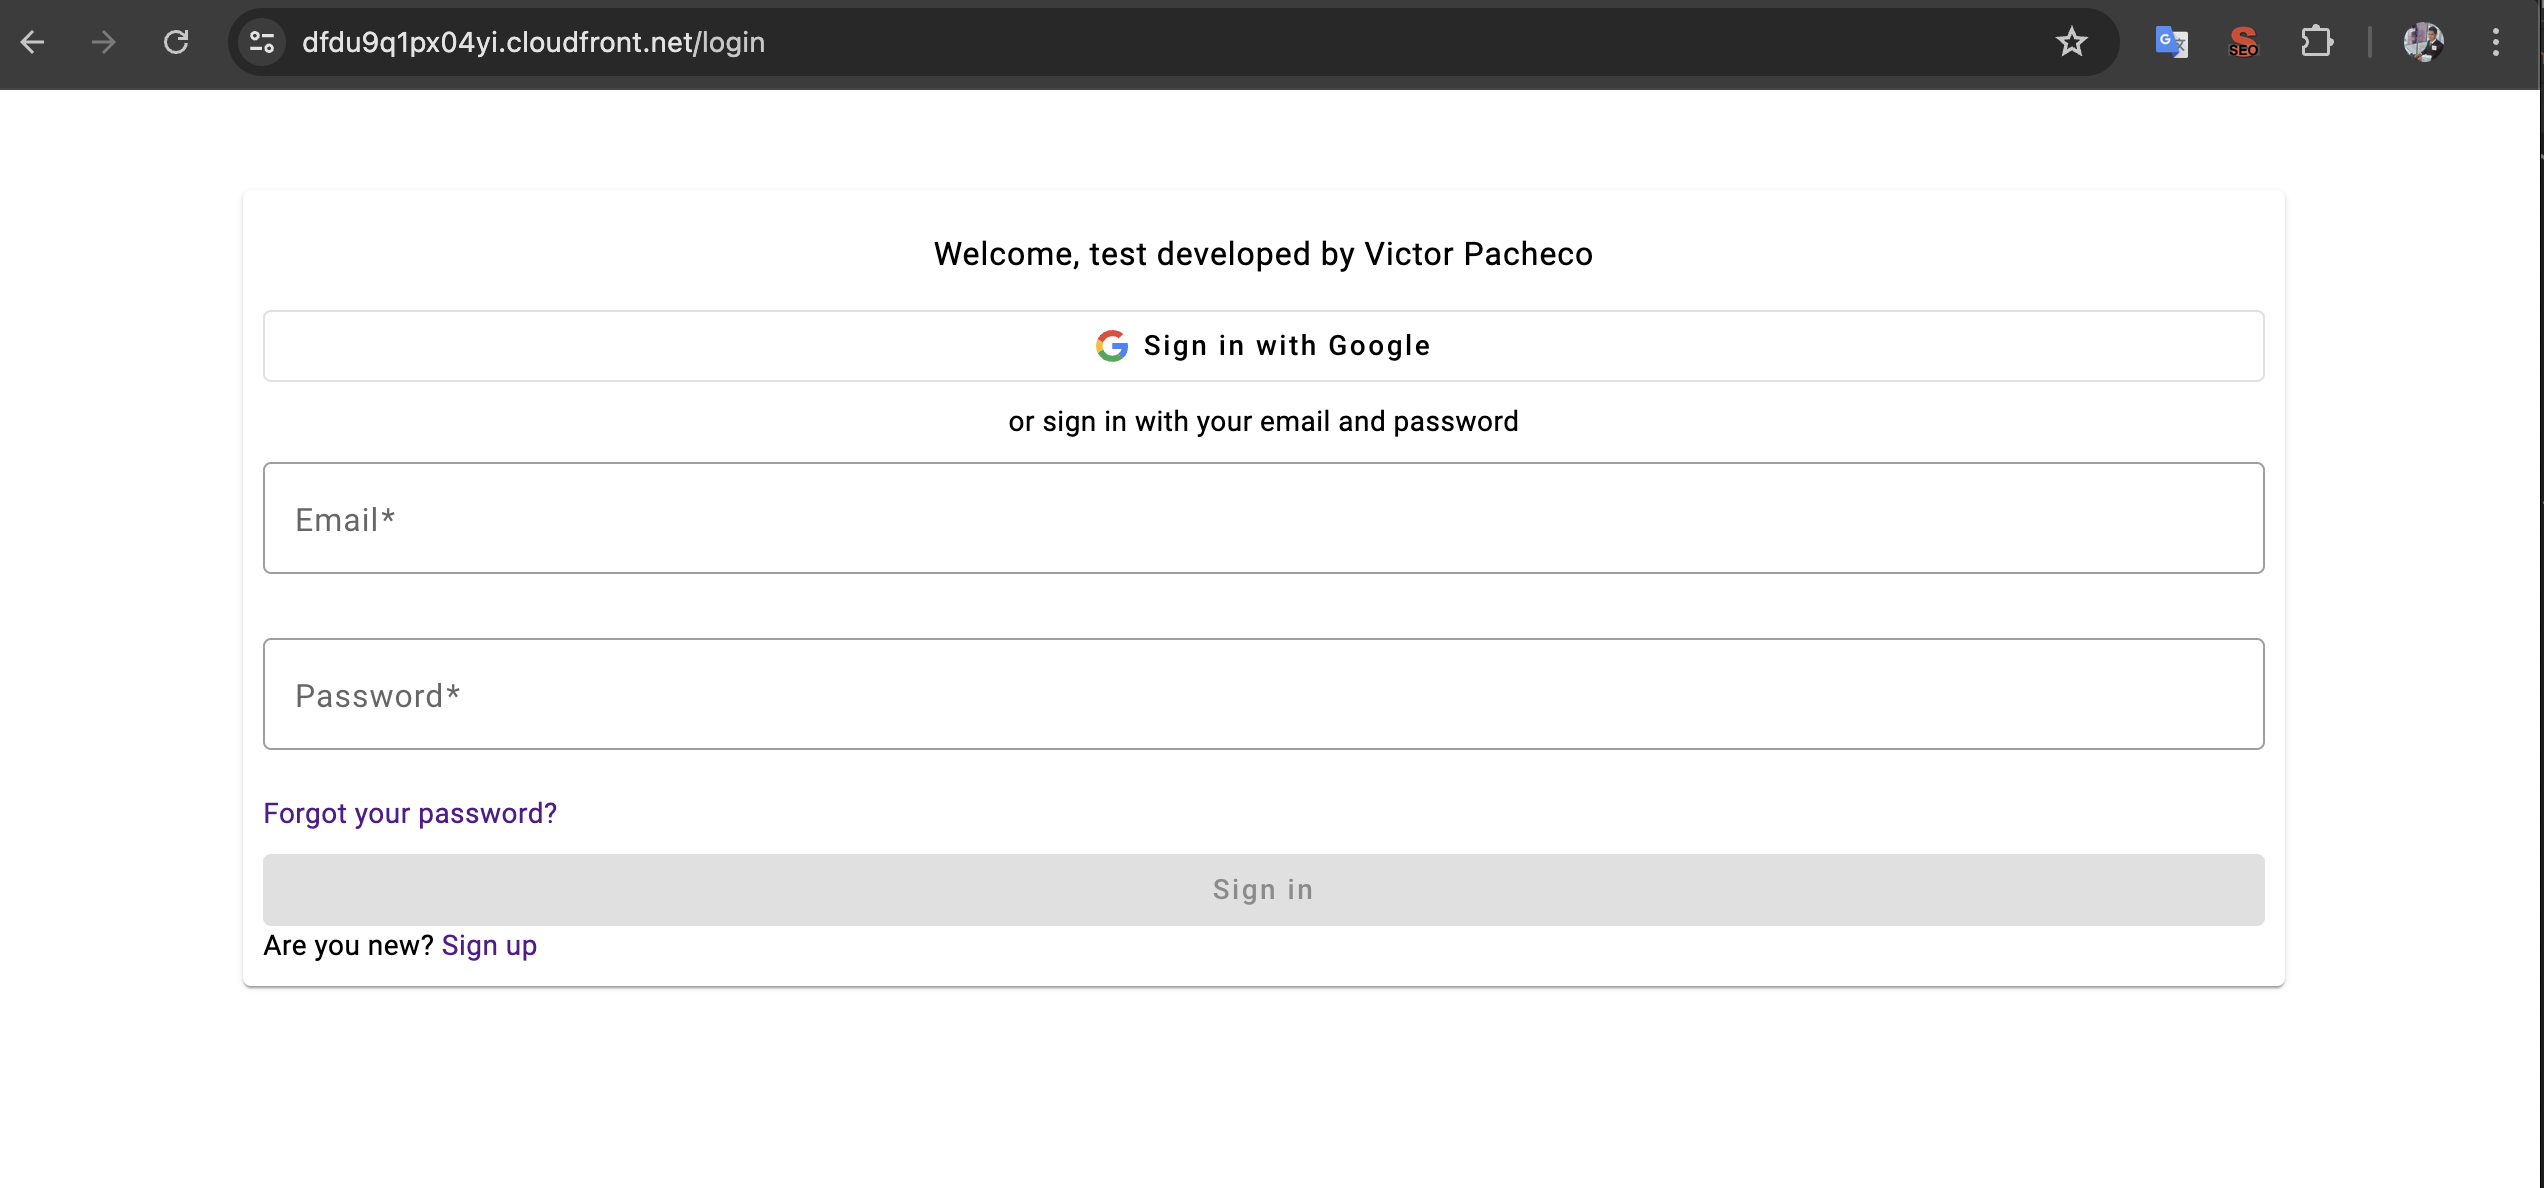 dfdu9q1px04yi.cloudfront.net/login
SEO
Welcome, test developed by Victor Pacheco
Sign in with Google
or sign in with your email and password
Email*
Password*
Forgot your password?
Sign in
Are you new? Sign up